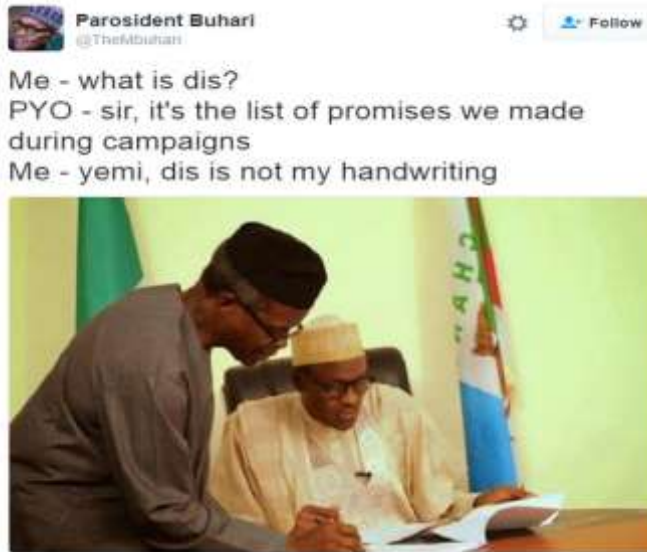 Parosident Buhari
@TheMbuhari
Follow
Me - what is dis?
PYO - sir, it's the list of promises we made
during campaigns
Me - yemi, dis is not my handwriting